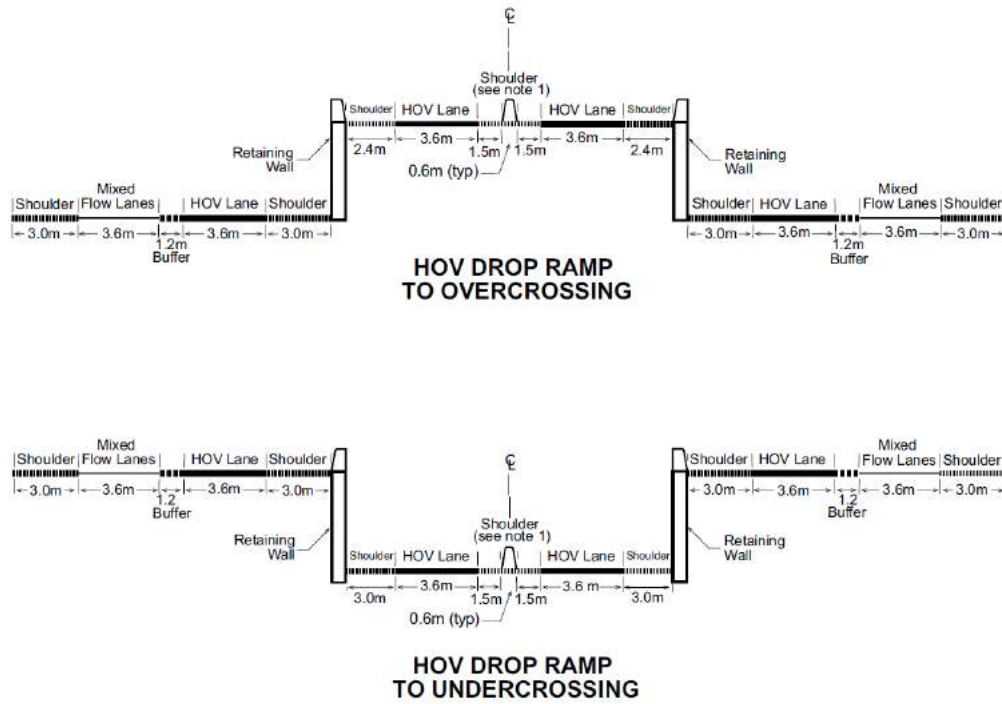 ℄
Shoulder
(see note 1)
Shoulder HOV Lane HOV Lane Shoulder
3.6m 3.6m
2.4m 1.5m 1.5m 2.4m
0.6m (typ)
Retaining
Wall
Retaining
Wall
Mixed
Shoulder Flow Lanes HOV Lane Shoulder
3.0m 3.6m 3.6m 3.0m
1.2m
Buffer
Mixed
Shoulder HOV Lane Flow Lanes Shoulder
3.0m 3.6m 3.6m 3.0m
1.2m
Buffer
HOV DROP RAMP
TO OVERCROSSING
Mixed
Shoulder Flow Lanes HOV Lane Shoulder
3.0m 3.6m 3.6m 3.0m
1.2
Buffer
Mixed
Shoulder HOV Lane Flow Lanes Shoulder
3.0m 3.6m 3.6m 3.0m
1.2
Buffer
℄
Shoulder
(see note 1)
Retaining
Wall
Retaining
Wall
Shoulder HOV Lane HOV Lane Shoulder
3.6m 3.6 m
3.0m 1.5m 1.5m 3.0m
0.6m (typ)
HOV DROP RAMP
TO UNDERCROSSING